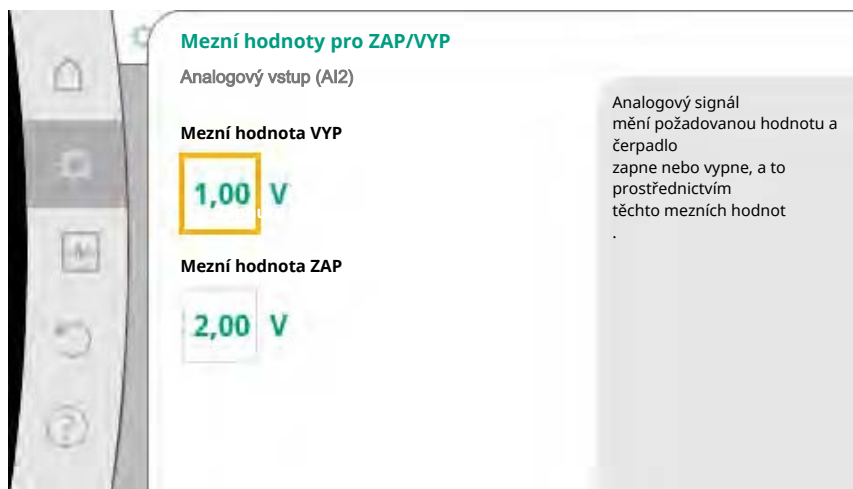 Mezní hodnoty pro ZAP/VYP
Analogový vstup (AI2)
Mezní hodnota VYP
1,00 V
Mezní hodnota ZAP
2,00 V
Analogový signál
mění požadovanou hodnotu a
čerpadlo
zapne nebo vypne, a to
prostřednictvím
těchto mezních hodnot
.